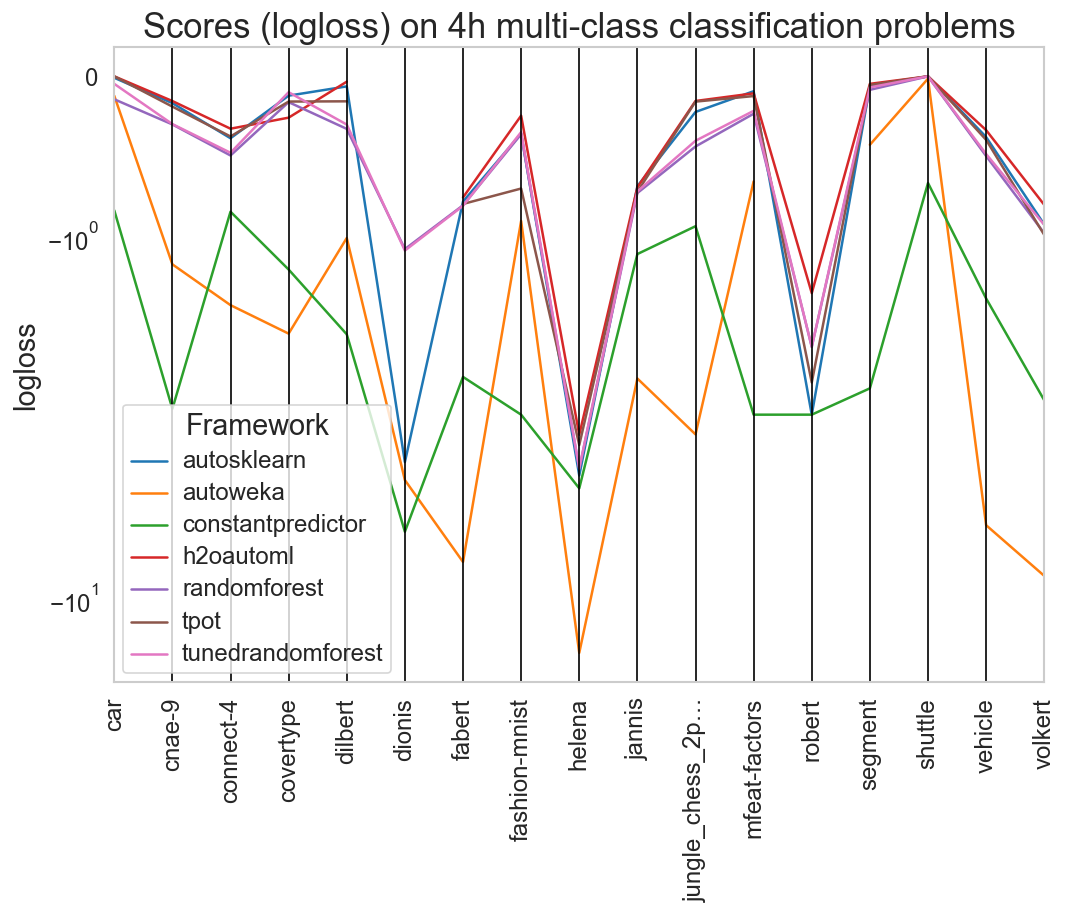 Scores (logloss) on 4h multi-class classification problems
0
−10^0
−10^1
logloss
Framework
autosklearn
autoweka
constantpredictor
h2oautoml
randomforest
tpot
tunedrandomforest
car
cnae-9
connect-4
covertype
dilbert
dionis
fabert
fashion-mnist
helena
jannis
jungle_chess_2p...
mfeat-factors
robert
segment
shuttle
vehicle
volkert